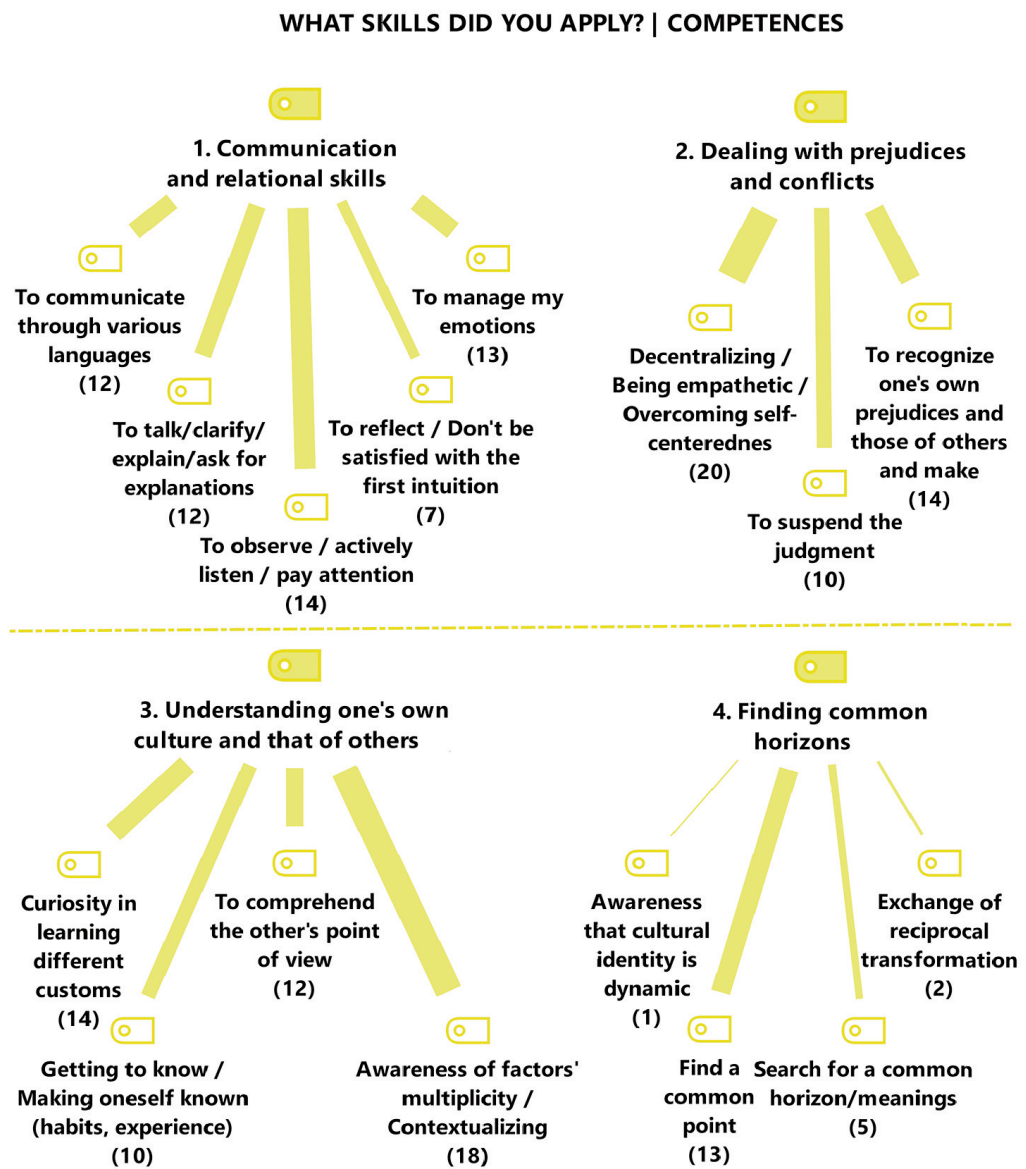 WHAT SKILLS DID YOU APPLY? | COMPETENCES
1. Communication
and relational skills
To communicate
through various
languages
(12)
To talk/clarify/
explain/ask for
explanations
(12)
To observe / actively
listen / pay attention
(14)
To reflect / Don't be
satisfied with the
first intuition
(7)
To manage my
emotions
(13)
2. Dealing with prejudices
and conflicts
Decentralizing /
Being empathetic /
Overcoming self-
centerednes
(20)
To suspend the
judgment
(10)
To recognize
one's own
prejudices and
those of others
and make
(14)
3. Understanding one's own
culture and that of others
Curiosity in
learning
different
customs
(14)
Getting to know /
Making oneself known
(habits, experience)
(10)
To comprehend
the other's point
of view
(12)
Awareness of factors'
multiplicity /
Contextualizing
(18)
4. Finding common
horizons
Awareness
that cultural
identity is
dynamic
(1)
Find a
common
point
(13)
Search for a common
horizon/meanings
(5)
Exchange of
reciprocal
transformation
(2)